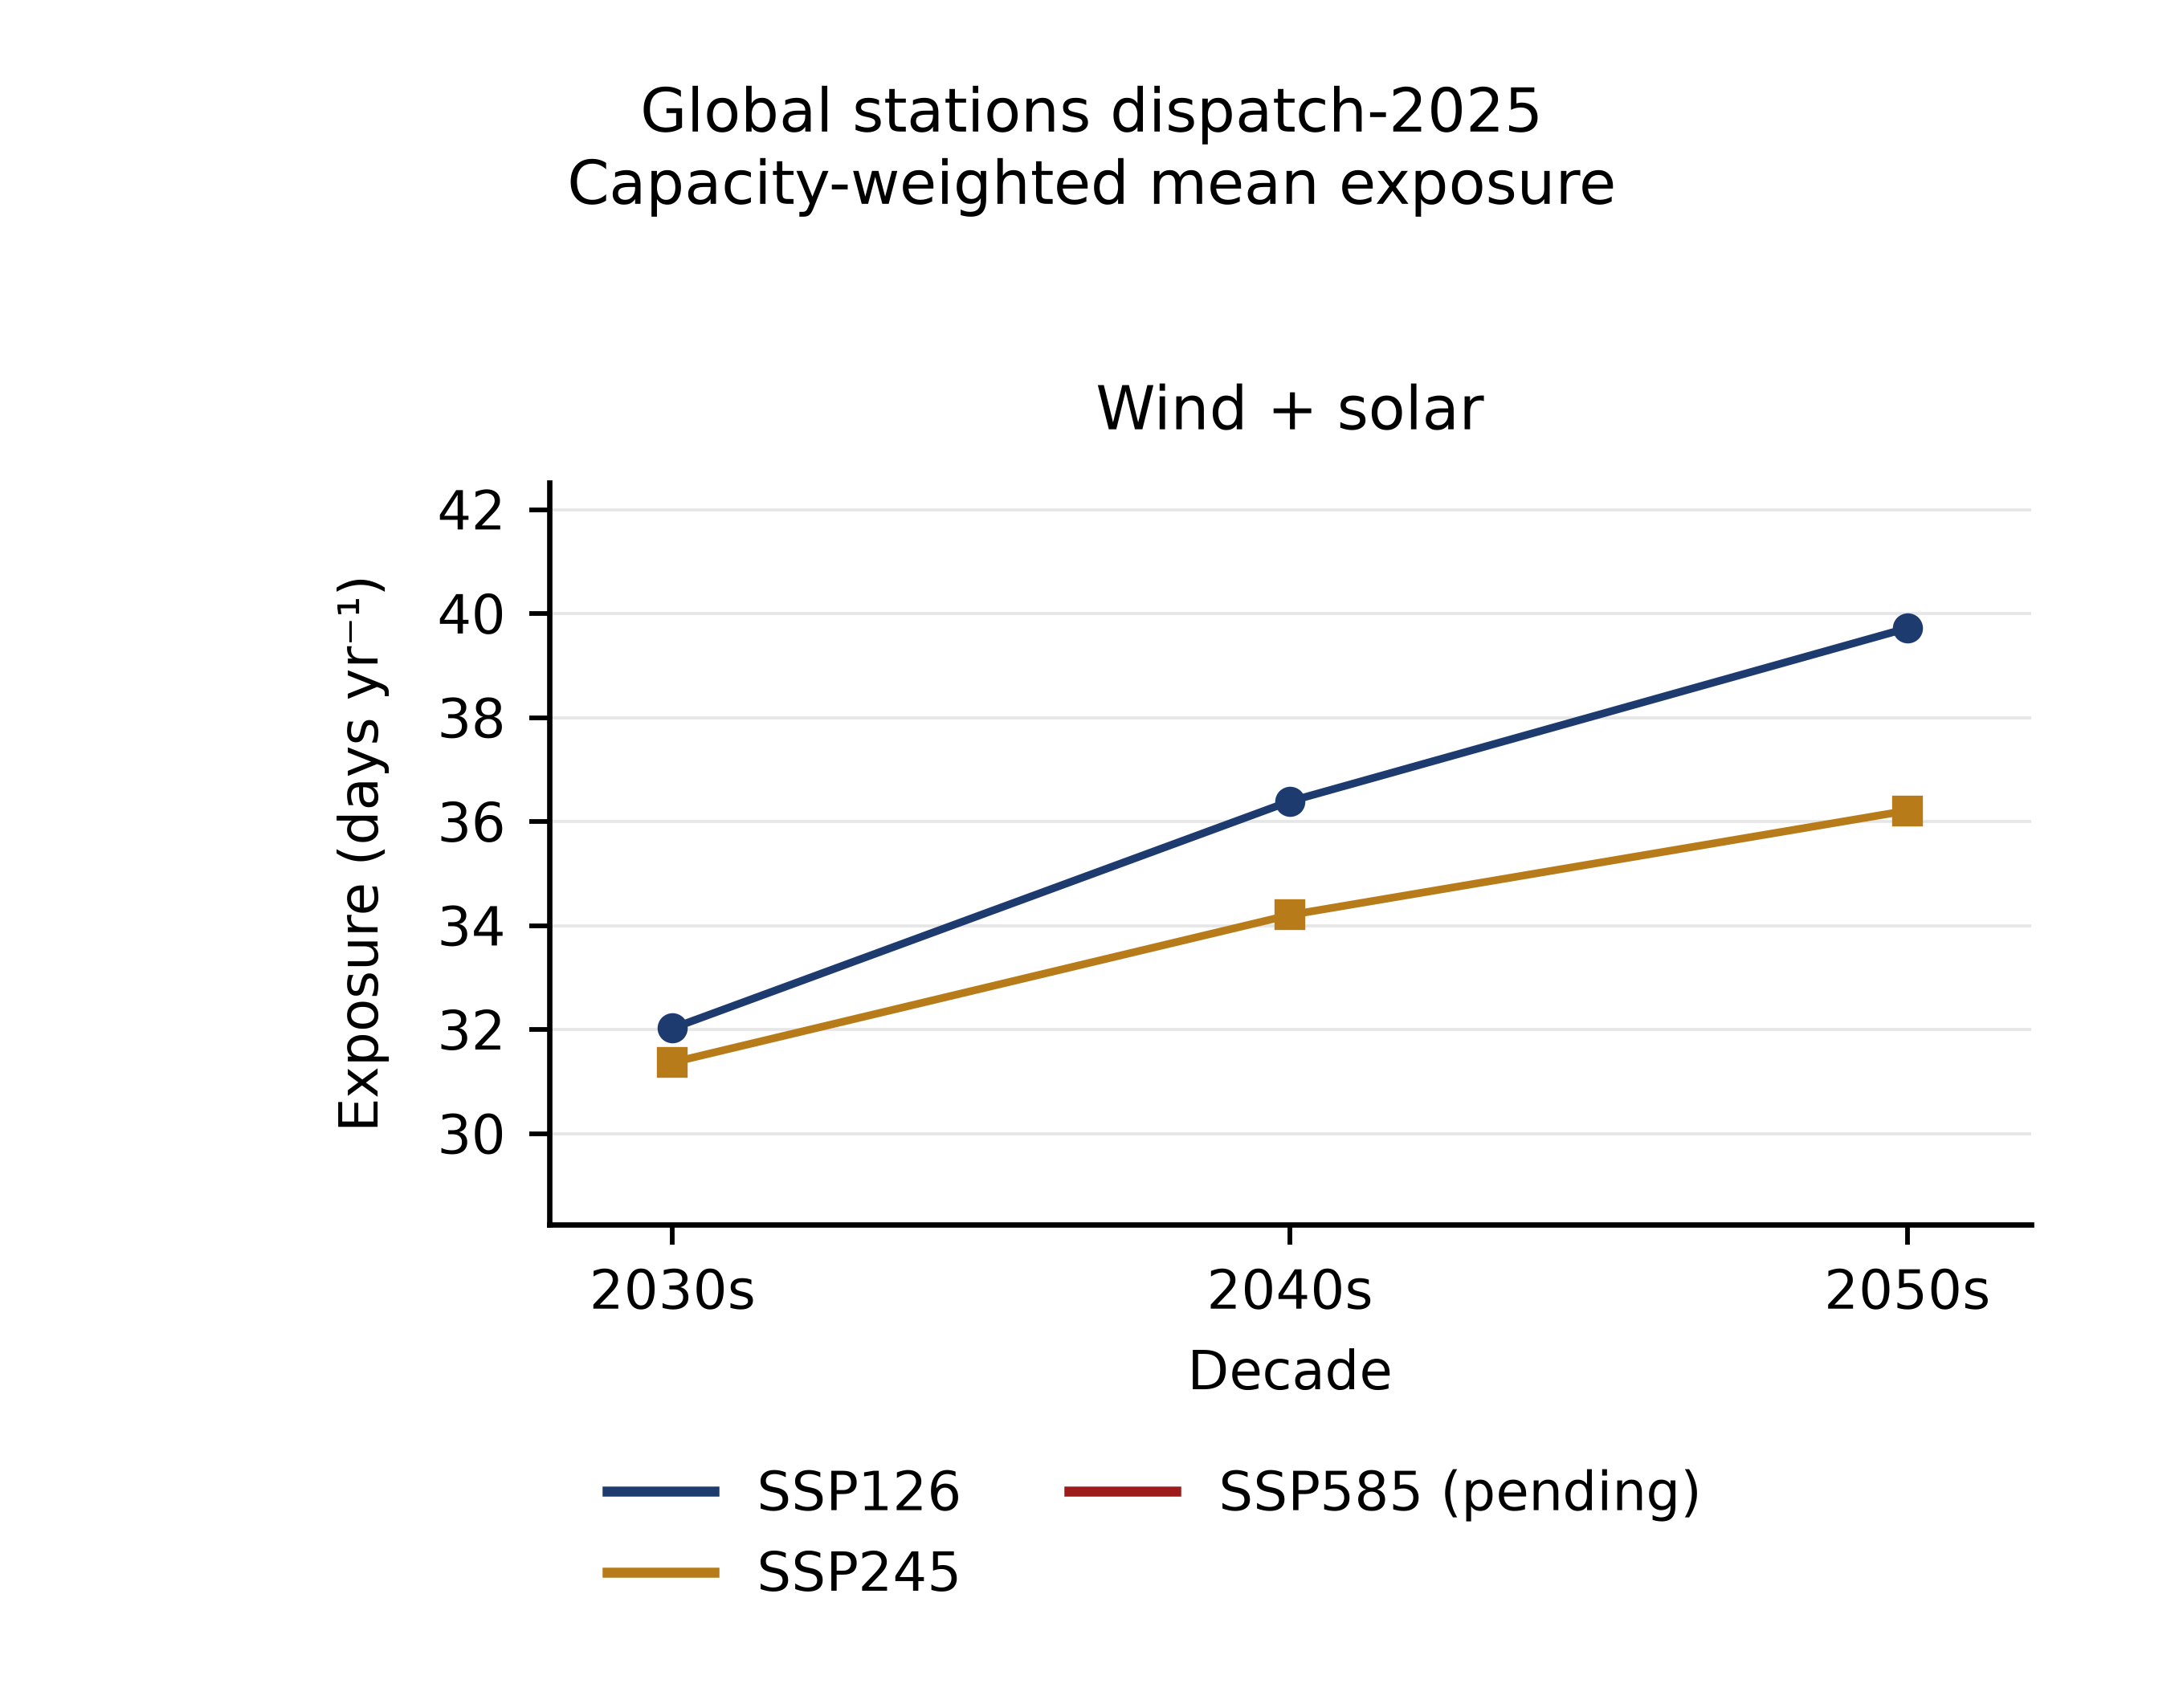 Global stations dispatch-2025
Capacity-weighted mean exposure
Wind + solar
Exposure (days yr⁻¹)
42
40
38
36
34
32
30
2030s 2040s 2050s
Decade
SSP126 SSP585 (pending)
SSP245